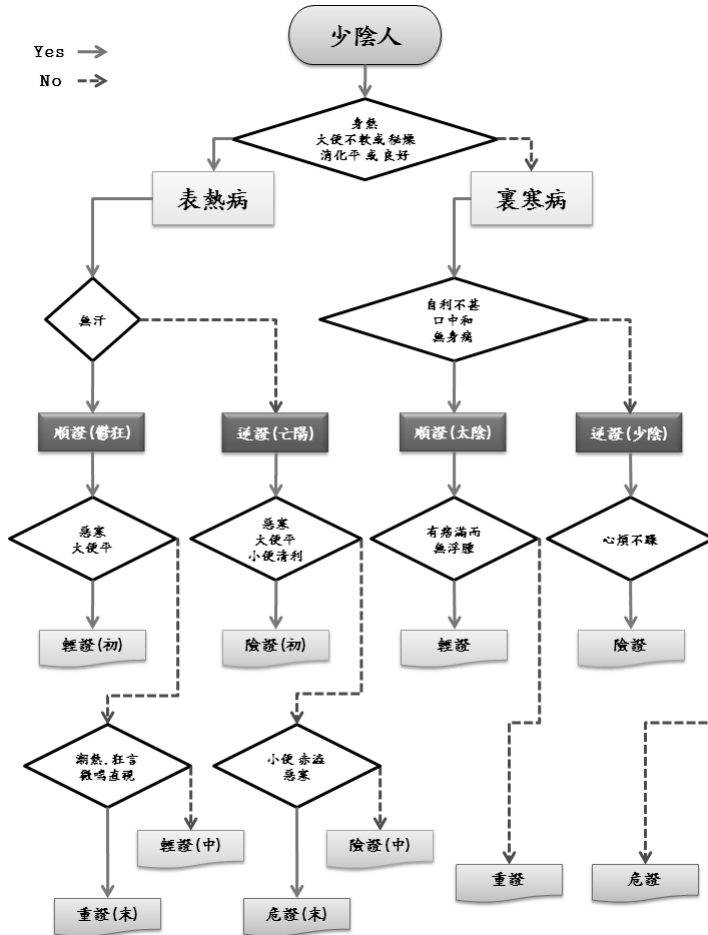 少陰人
Yes
No
身熱
大便不軟或秘燥
消化平 或 良好
表熱病
裏寒病
無汗
自利不甚
口中和
無身痛
順證(鬱狂)
逆證(亡陽)
順證(太陰)
逆證(少陰)
惡寒
大便平
惡寒
大便平
小便清利
有痞滿而
無浮腫
心煩不躁
輕證(初)
險證(初)
輕證
險證
潮熱.狂言
微喘直視
小便 赤澁
惡寒
輕證(中)
險證(中)
重證
危證
重證(末)
危證(末)